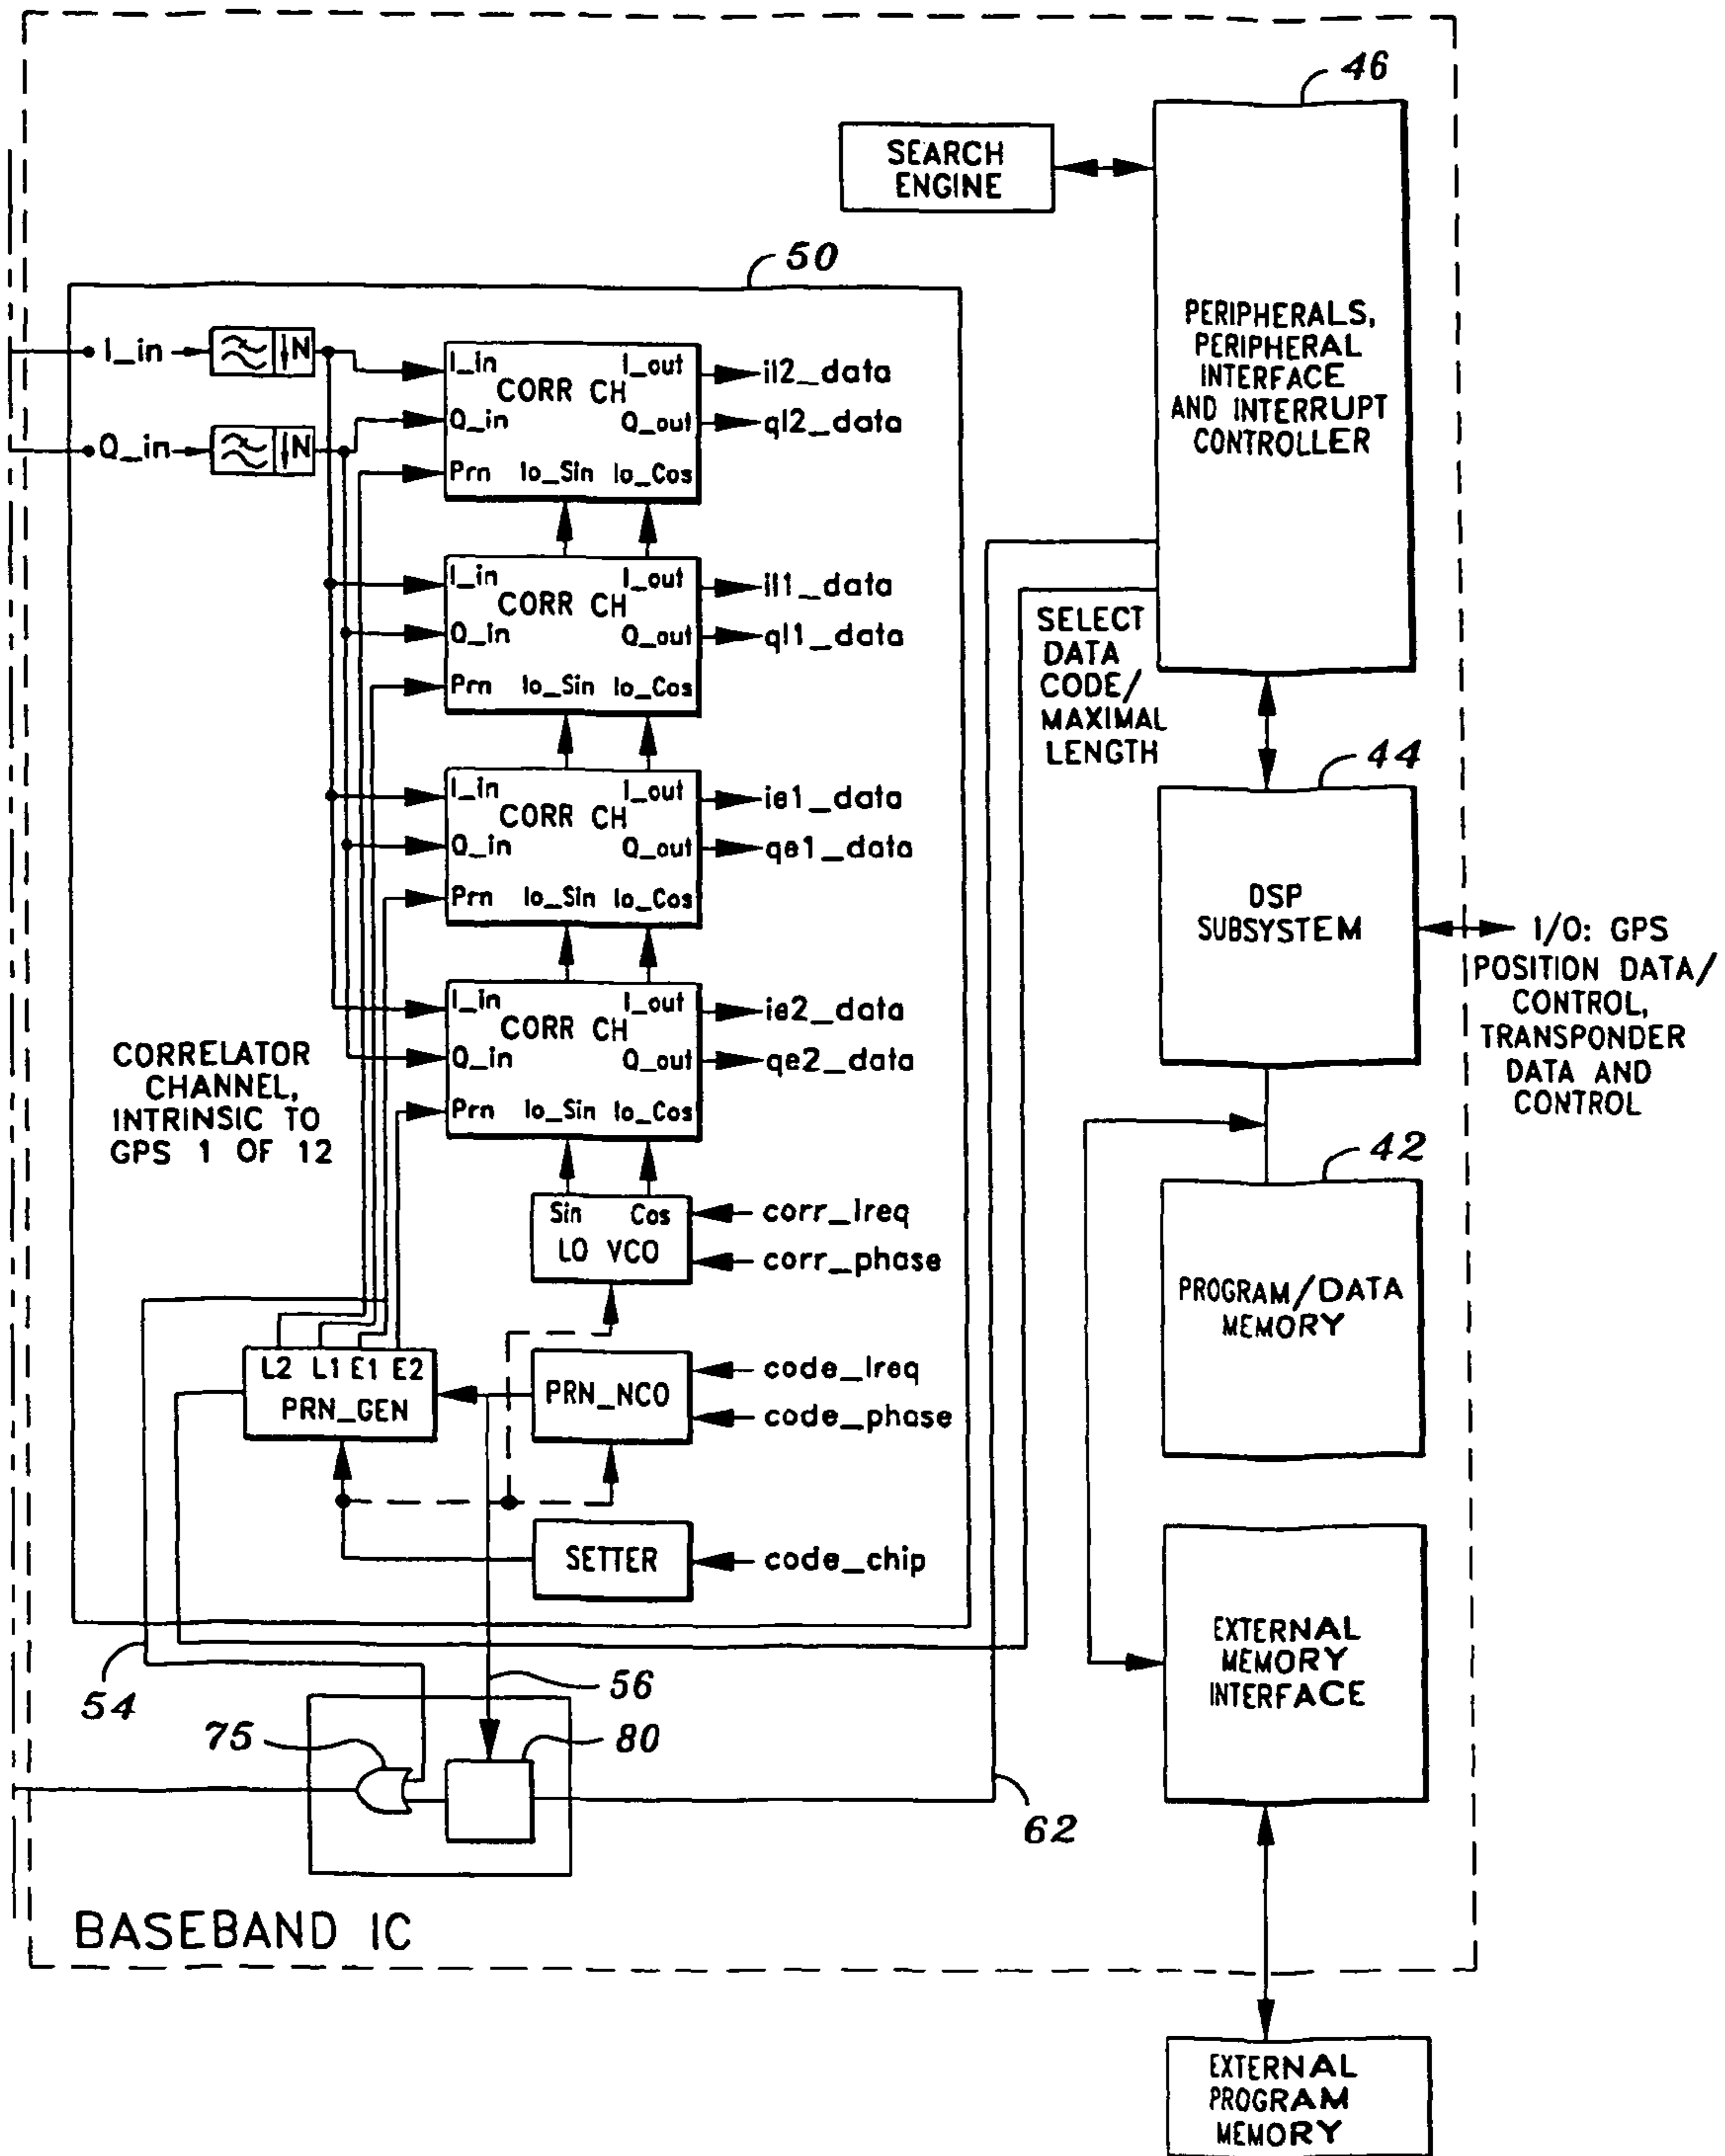 46
SEARCH
ENGINE
PERIPHERALS,
PERIPHERAL
INTERFACE
AND INTERRUPT
CONTROLLER
50
I_in
N
Q_in
N
I_in
I_out
CORR CH
Q_in
Q_out
Prn
lo_Sin
lo_Cos
il2_data
ql2_data
I_in
I_out
CORR CH
Q_in
Q_out
Prn
lo_Sin
lo_Cos
il1_data
ql1_data
SELECT
DATA
CODE/
MAXIMAL
LENGTH
I_in
I_out
CORR CH
Q_in
Q_out
Prn
lo_Sin
lo_Cos
ie1_data
qe1_data
44
DSP
SUBSYSTEM
I/O: GPS
POSITION DATA/
CONTROL,
TRANSPONDER
DATA AND
CONTROL
I_in
I_out
CORR CH
Q_in
Q_out
Prn
lo_Sin
lo_Cos
ie2_data
qe2_data
CORRELATOR
CHANNEL,
INTRINSIC TO
GPS 1 OF 12
42
PROGRAM/DATA
MEMORY
Sin
Cos
LO VCO
corr_freq
corr_phase
L2 L1 E1 E2
PRN_GEN
PRN_NCO
code_freq
code_phase
SETTER
code_chip
EXTERNAL
MEMORY
INTERFACE
54
56
75
80
62
BASEBAND IC
EXTERNAL
PROGRAM
MEMORY